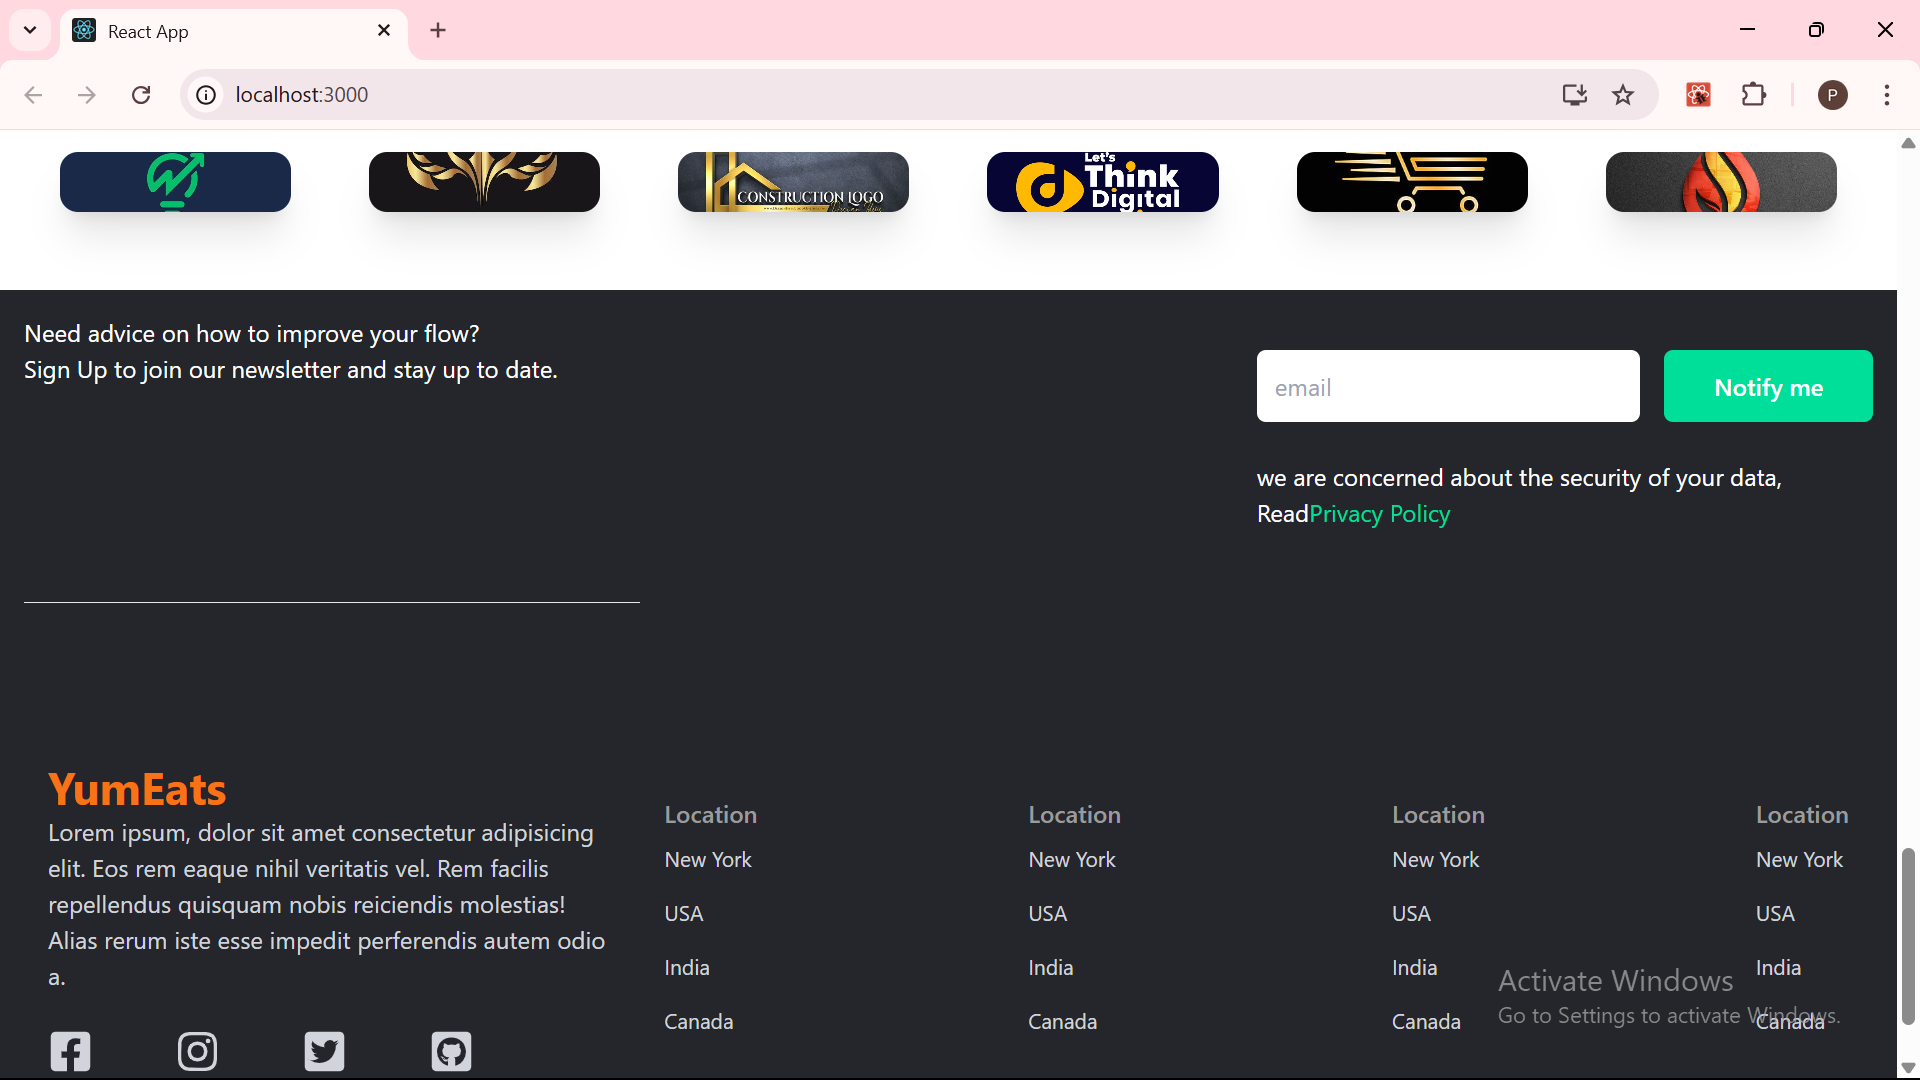 React App
localhost:3000
P
CONSTRUCTION LOGO
Let's
Think
Digital
Need advice on how to improve your flow?
Sign Up to join our newsletter and stay up to date.
email
Notify me
we are concerned about the security of your data,
ReadPrivacy Policy
YumEats
Lorem ipsum, dolor sit amet consectetur adipisicing
elit. Eos rem eaque nihil veritatis vel. Rem facilis
repellendus quisquam nobis reiciendis molestias!
Alias rerum iste esse impedit perferendis autem odio
a.
Location
New York
USA
India
Canada
Location
New York
USA
India
Canada
Location
New York
USA
India
Canada
Location
New York
USA
India
Canada
Activate Windows
Go to Settings to activate Windows.